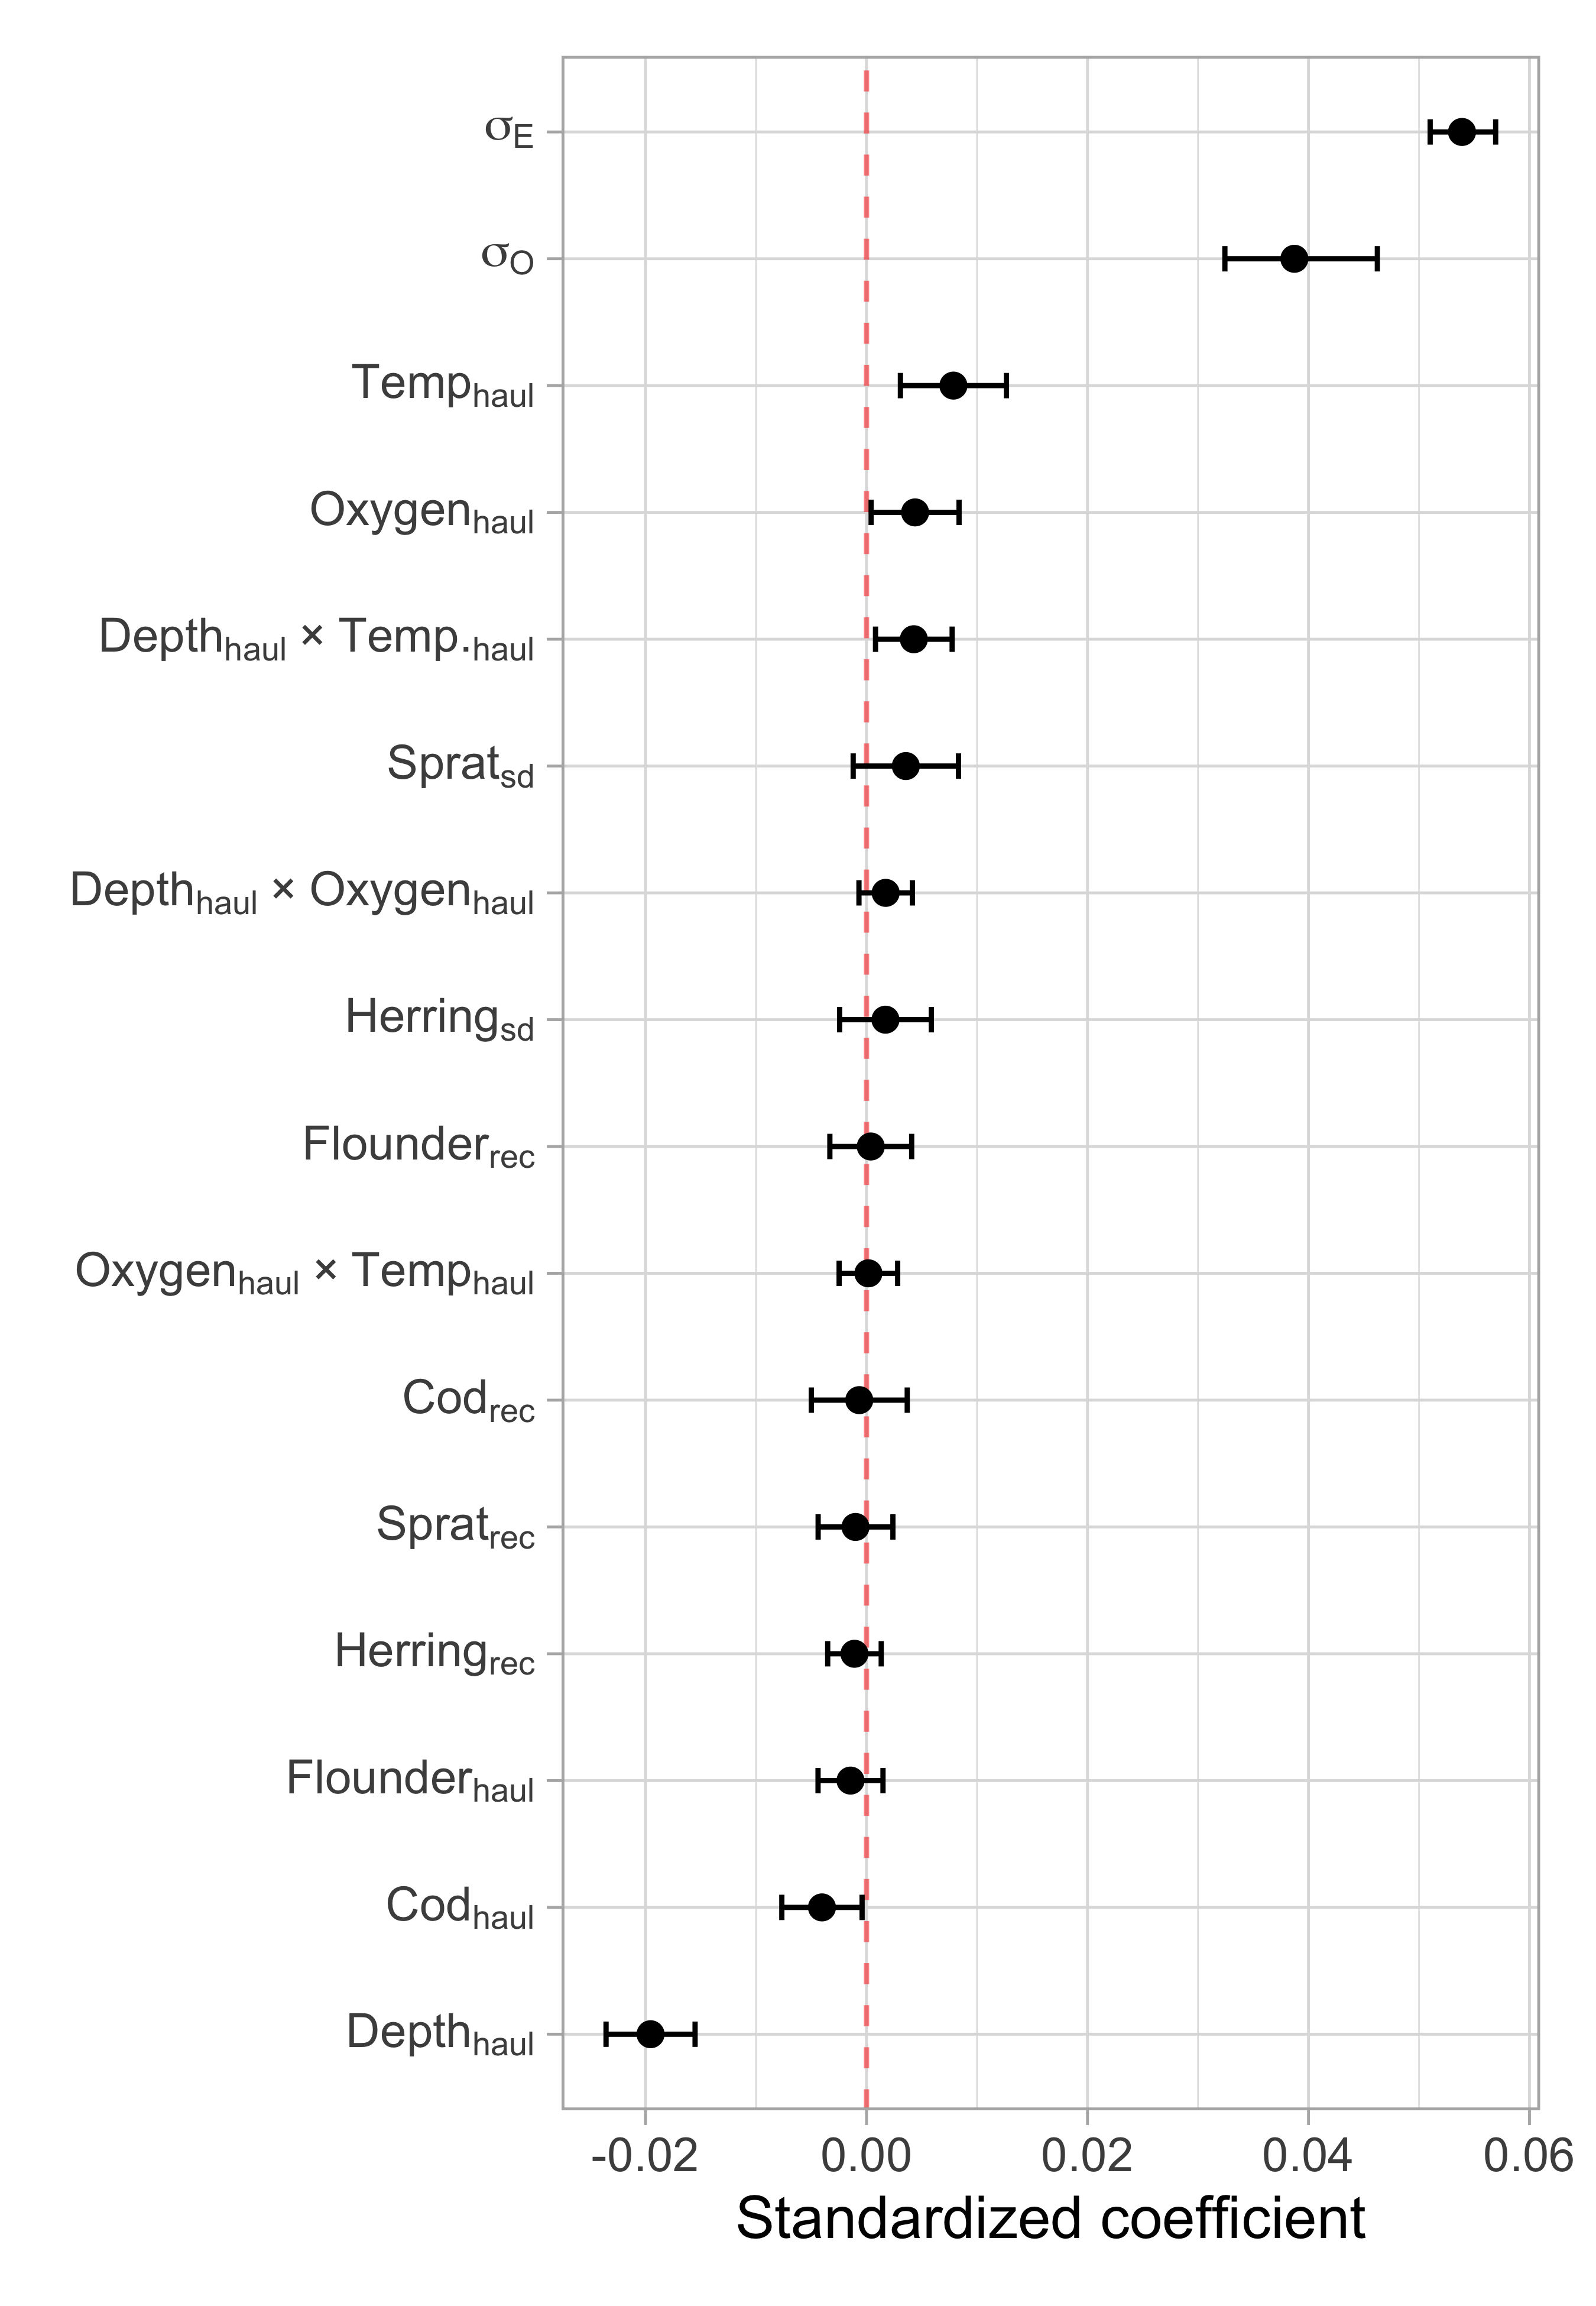 σE
σO
Temphaul
Oxygenhaul
Depthhaul × Temp.haul
Spratsd
Depthhaul × Oxygenhaul
Herringsd
Flounderrec
Oxygenhaul × Temphaul
Codrec
Spratrec
Herringrec
Flounderhaul
Codhaul
Depthhaul
-0.02 0.00 0.02 0.04 0.06
Standardized coefficient